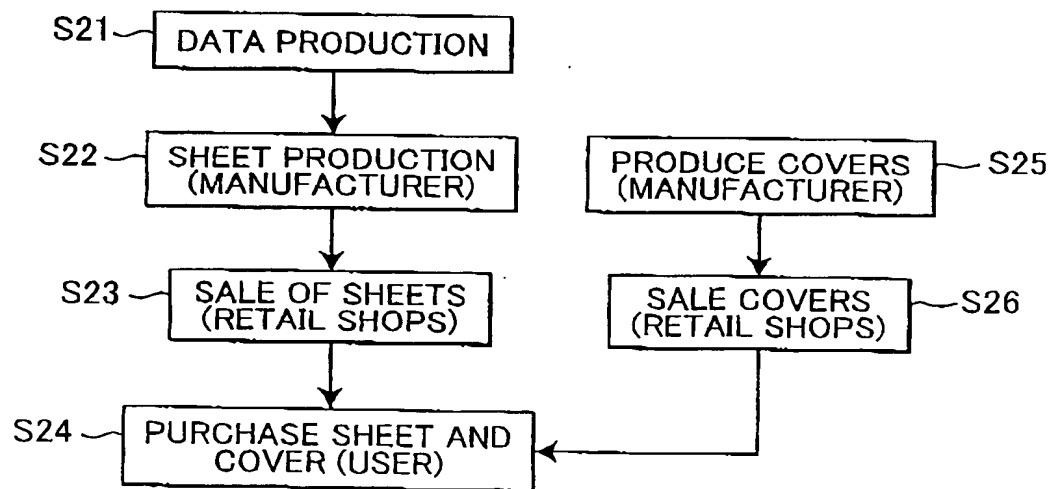 S21
DATA PRODUCTION
S22
SHEET PRODUCTION
(MANUFACTURER)
PRODUCE COVERS
(MANUFACTURER)
S25
S23
SALE OF SHEETS
(RETAIL SHOPS)
SALE COVERS
(RETAIL SHOPS)
S26
S24
PURCHASE SHEET AND
COVER (USER)